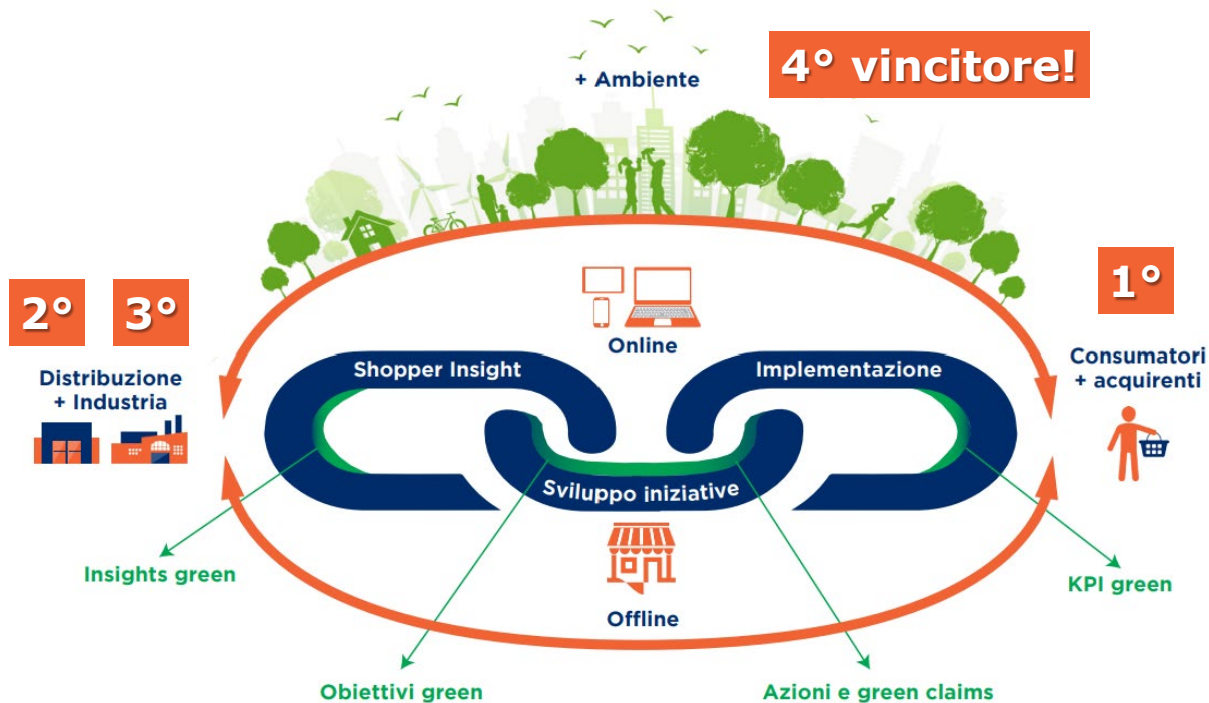 4° vincitore!
+ Ambiente
2°
3°
1°
Distribuzione
+ Industria
Online
Consumatori
+ acquirenti
Shopper Insight
Implementazione
Sviluppo iniziative
Offline
Insights green
KPI green
Obiettivi green
Azioni e green claims